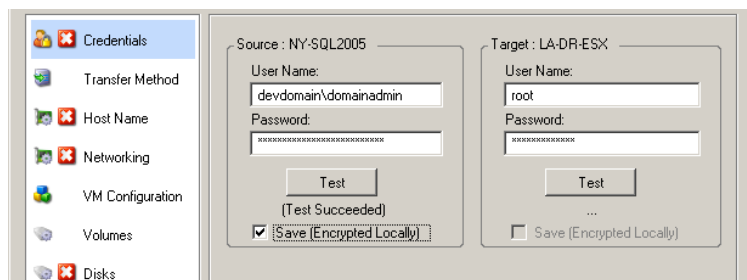 Credentials
Transfer Method
Host Name
Networking
VM Configuration
Volumes
Disks
Source : NY-SQL2005
User Name:
devdomain\domainadmin
Password:
**************************
Test
(Test Succeeded)
Save (Encrypted Locally)
Target : LA-DR-ESX
User Name:
root
Password:
*************
Test
...
Save (Encrypted Locally)